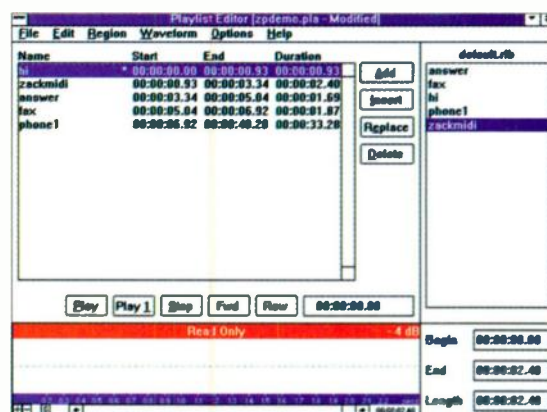 Playlist Editor [zpdemo.pla - Modified]
File Edit Region Waveform Options Help
Name Start End Duration
hi * 00:00:00.00 00:00:00.93 00:00:00.93
zackmidi 00:00:00.93 00:00:03.34 00:00:02.40
answer 00:00:03.34 00:00:05.04 00:00:01.69
fax 00:00:05.04 00:00:06.92 00:00:01.87
phone1 00:00:06.92 00:00:40.20 00:00:33.28
Add
Insert
Replace
Delete
default.rlb
answer
fax
hi
phone1
zackmidi
Play Play 1 Stop Fwd Rew 00:00:00.00
Read Only -4 dB
Begin 00:00:00.00
End 00:00:02.40
Length 00:00:02.40